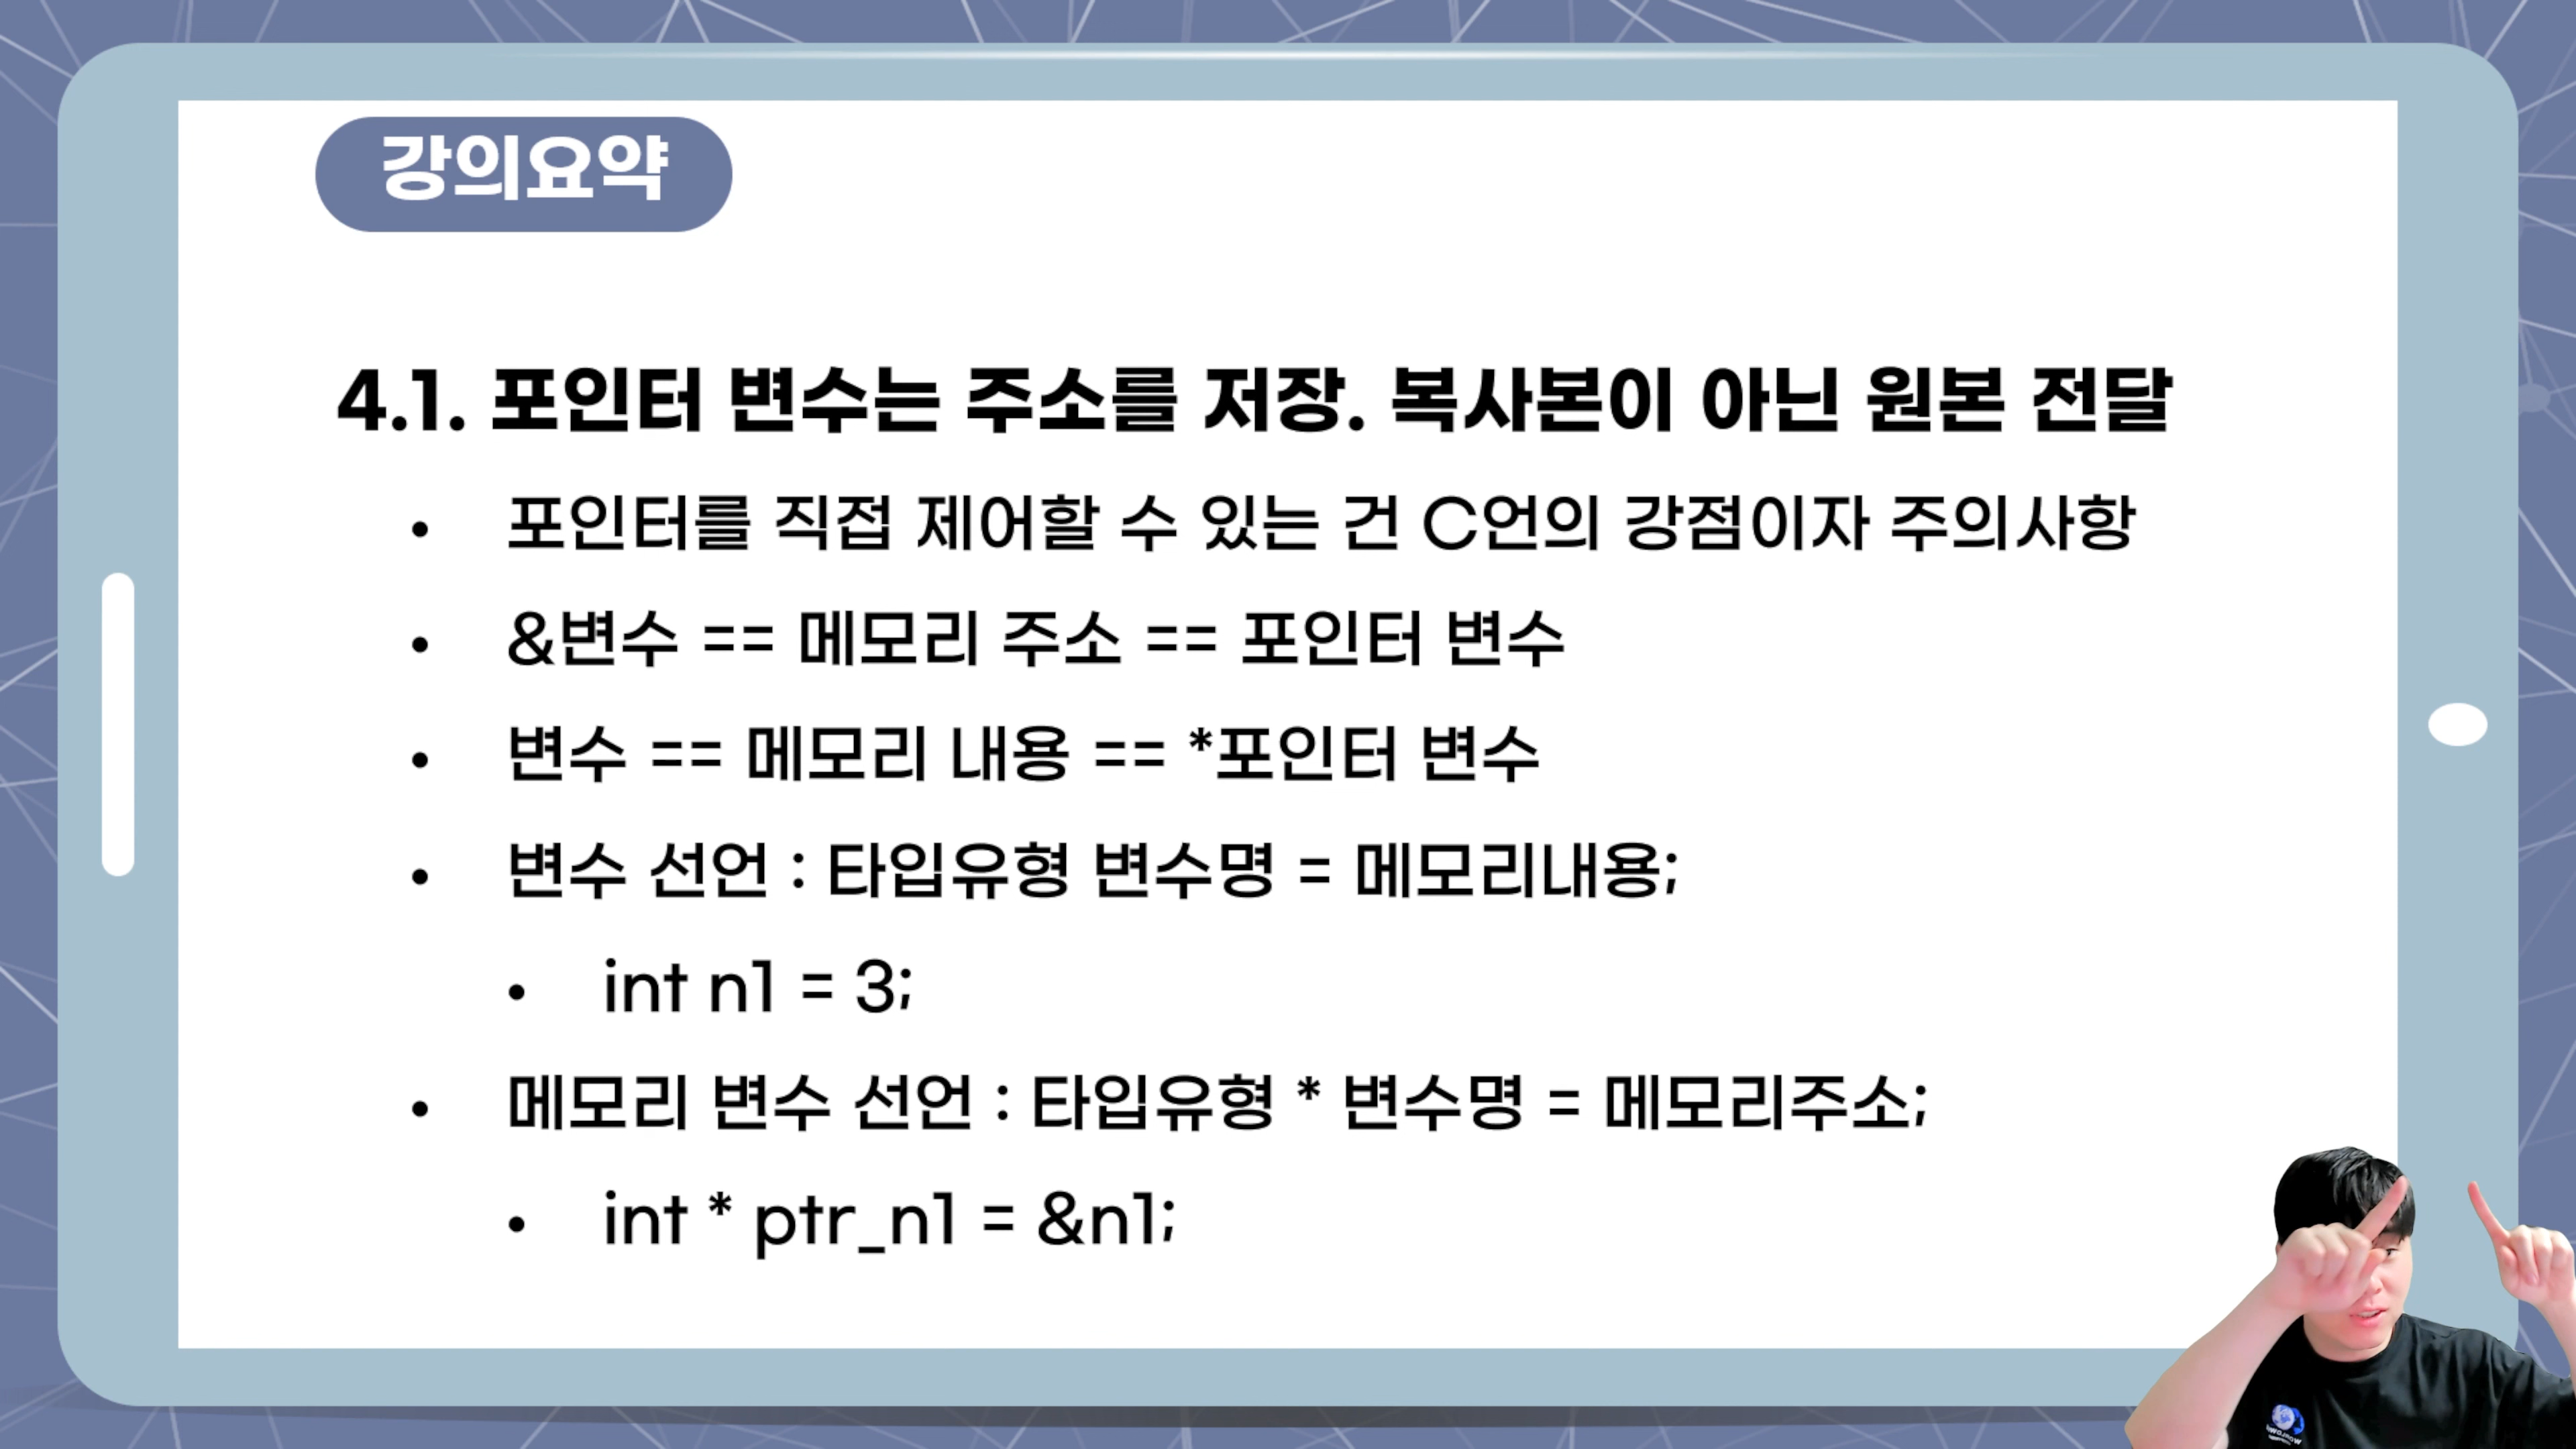 강의요약
4.1. 포인터 변수는 주소를 저장. 복사본이 아닌 원본 전달
• 포인터를 직접 제어할 수 있는 건 C언의 강점이자 주의사항
• &변수 == 메모리 주소 == 포인터 변수
• 변수 == 메모리 내용 == *포인터 변수
• 변수 선언 : 타입유형 변수명 = 메모리내용;
• int n1 = 3;
• 메모리 변수 선언 : 타입유형 * 변수명 = 메모리주소;
• int * ptr_n1 = &n1;